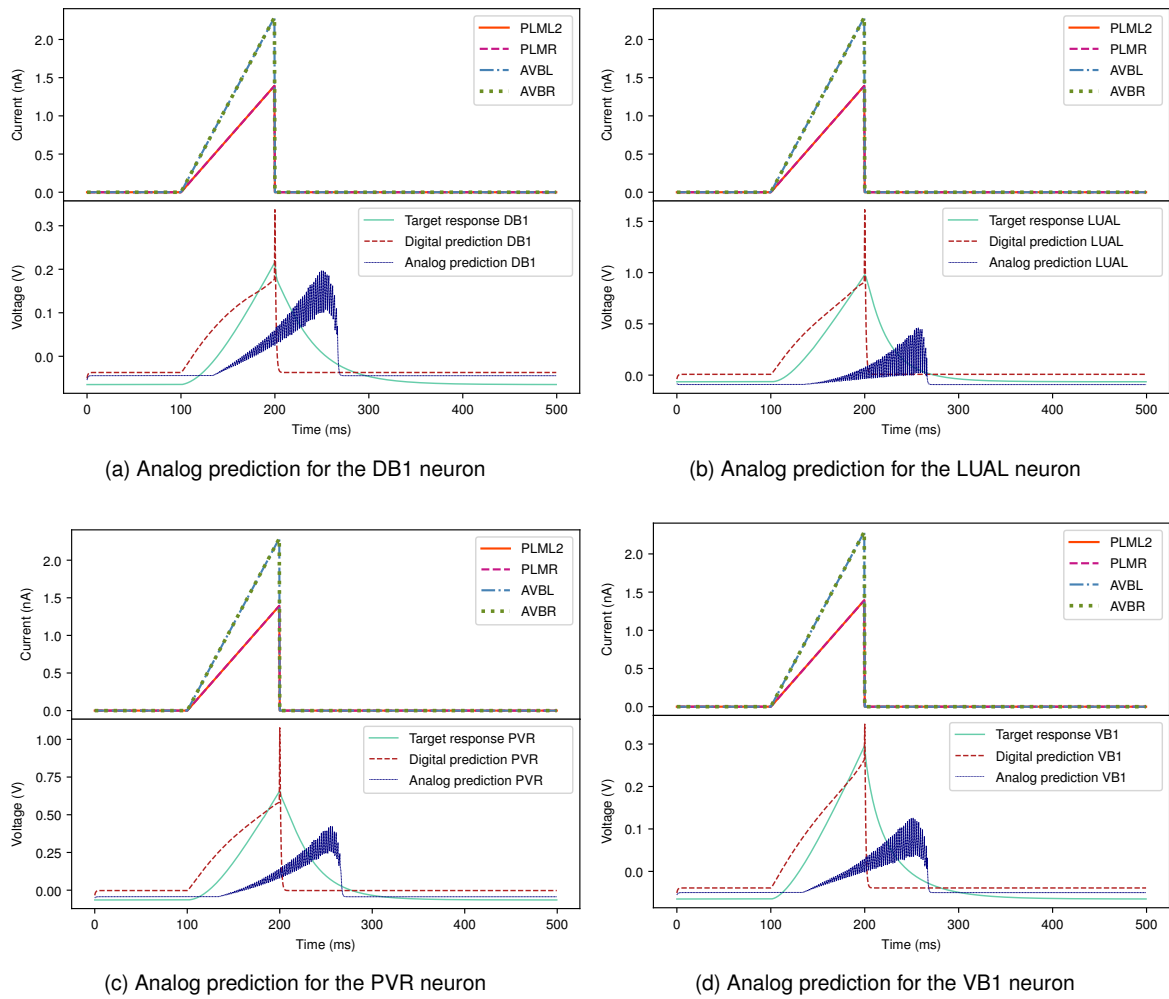 2.0
1.5
1.0
0.5
0.0
Current (nA)
PLML2
PLMR
AVBL
AVBR
0.3
0.2
0.1
0.0
Voltage (V)
Target response DB1
Digital prediction DB1
Analog prediction DB1
0 100 200 300 400 500
Time (ms)
(a) Analog prediction for the DB1 neuron
2.0
1.5
1.0
0.5
0.0
Current (nA)
PLML2
PLMR
AVBL
AVBR
1.5
1.0
0.5
0.0
Voltage (V)
Target response LUAL
Digital prediction LUAL
Analog prediction LUAL
0 100 200 300 400 500
Time (ms)
(b) Analog prediction for the LUAL neuron
2.0
1.5
1.0
0.5
0.0
Current (nA)
PLML2
PLMR
AVBL
AVBR
1.00
0.75
0.50
0.25
0.00
Voltage (V)
Target response PVR
Digital prediction PVR
Analog prediction PVR
0 100 200 300 400 500
Time (ms)
(c) Analog prediction for the PVR neuron
2.0
1.5
1.0
0.5
0.0
Current (nA)
PLML2
PLMR
AVBL
AVBR
0.3
0.2
0.1
0.0
Voltage (V)
Target response VB1
Digital prediction VB1
Analog prediction VB1
0 100 200 300 400 500
Time (ms)
(d) Analog prediction for the VB1 neuron